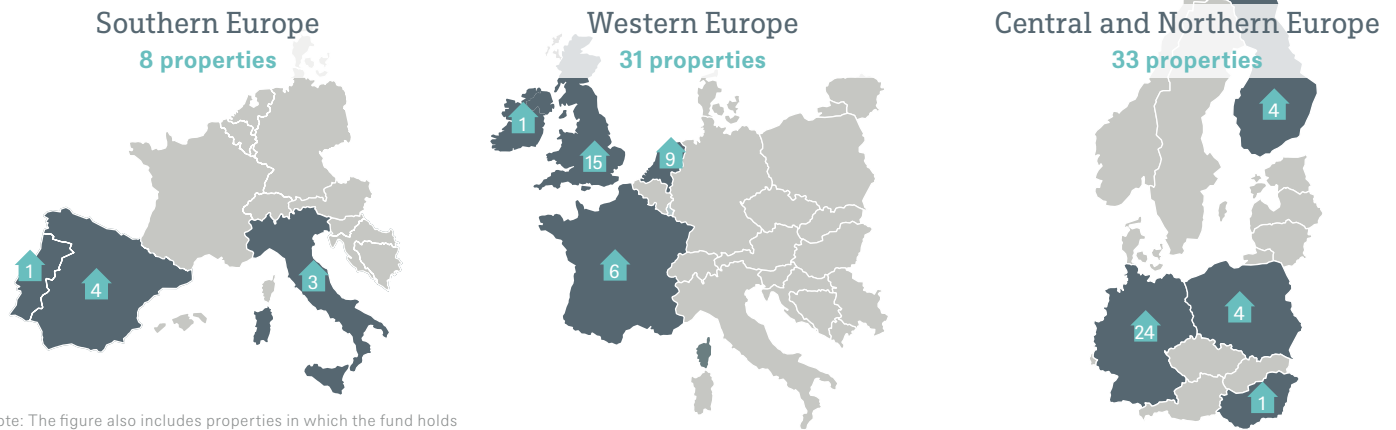 Southern Europe
8 properties
1
4
3
Western Europe
31 properties
1
15
9
6
Central and Northern Europe
33 properties
4
24
4
1
ote: The figure also includes properties in which the fund holds